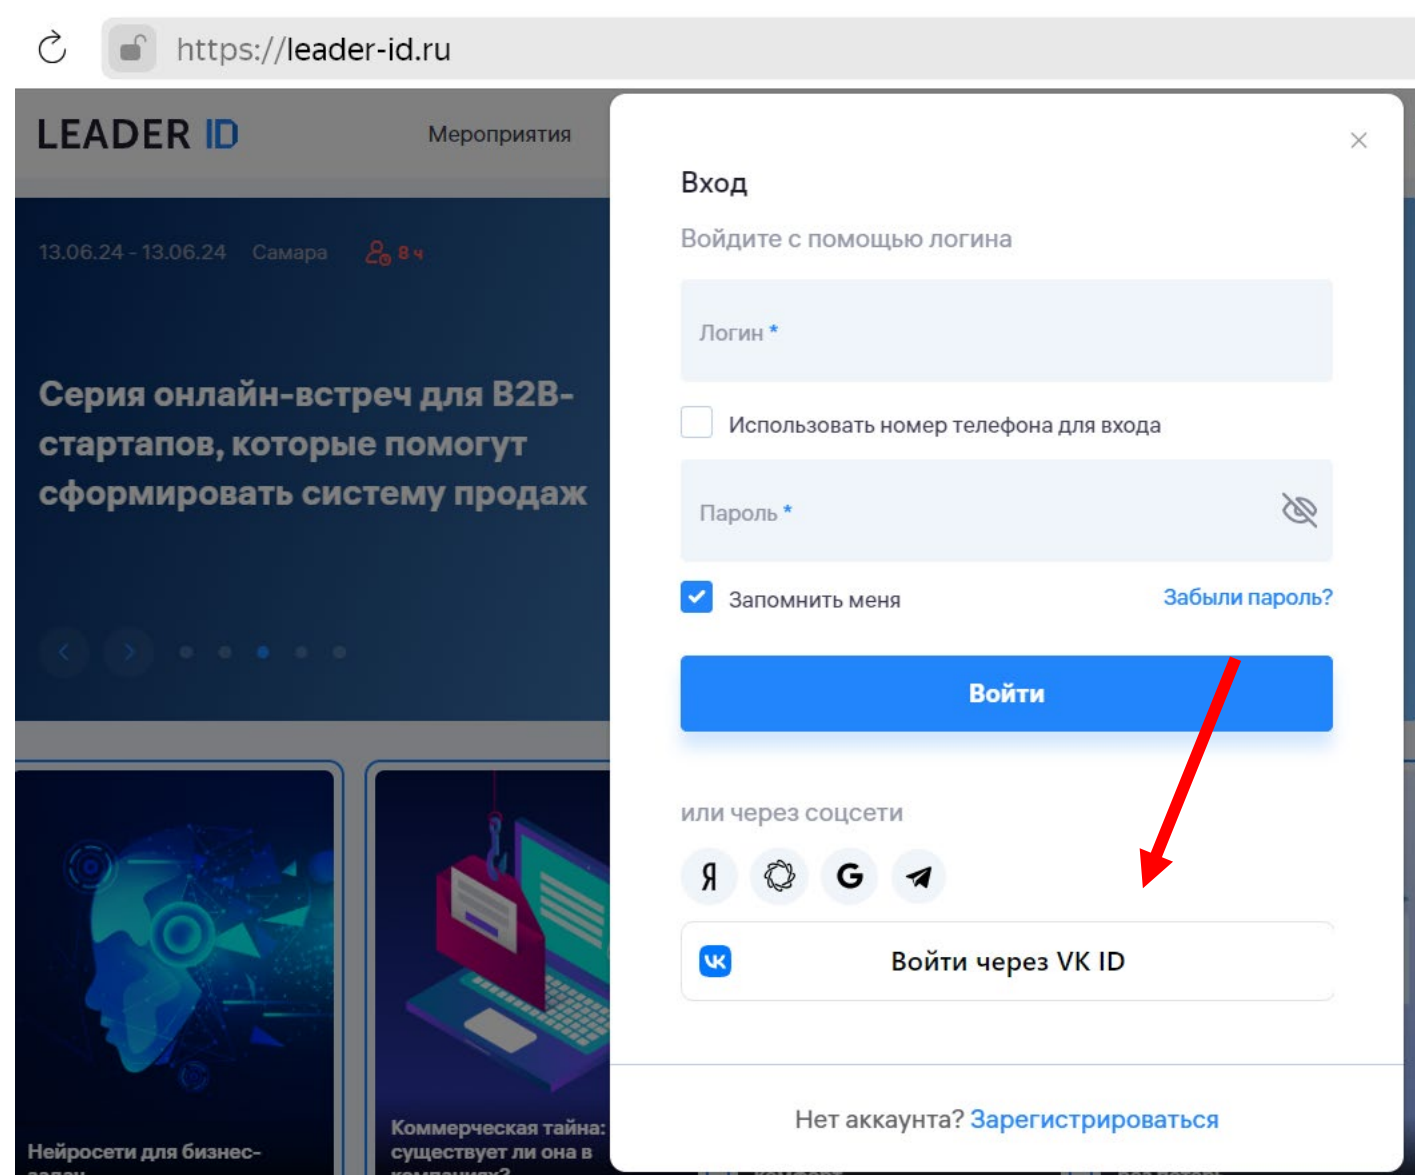 https://leader-id.ru
LEADER ID
Мероприятия
13.06.24 - 13.06.24 Самара 8 ч
Серия онлайн-встреч для B2B-
стартапов, которые помогут
сформировать систему продаж
Нейросети для бизнес-
Коммерческая тайна:
существует ли она в
компаниях?
Вход
Войдите с помощью логина
Логин *
Использовать номер телефона для входа
Пароль *
Запомнить меня
Забыли пароль?
Войти
или через соцсети
Я
G
VK
Войти через VK ID
Нет аккаунта? Зарегистрироваться